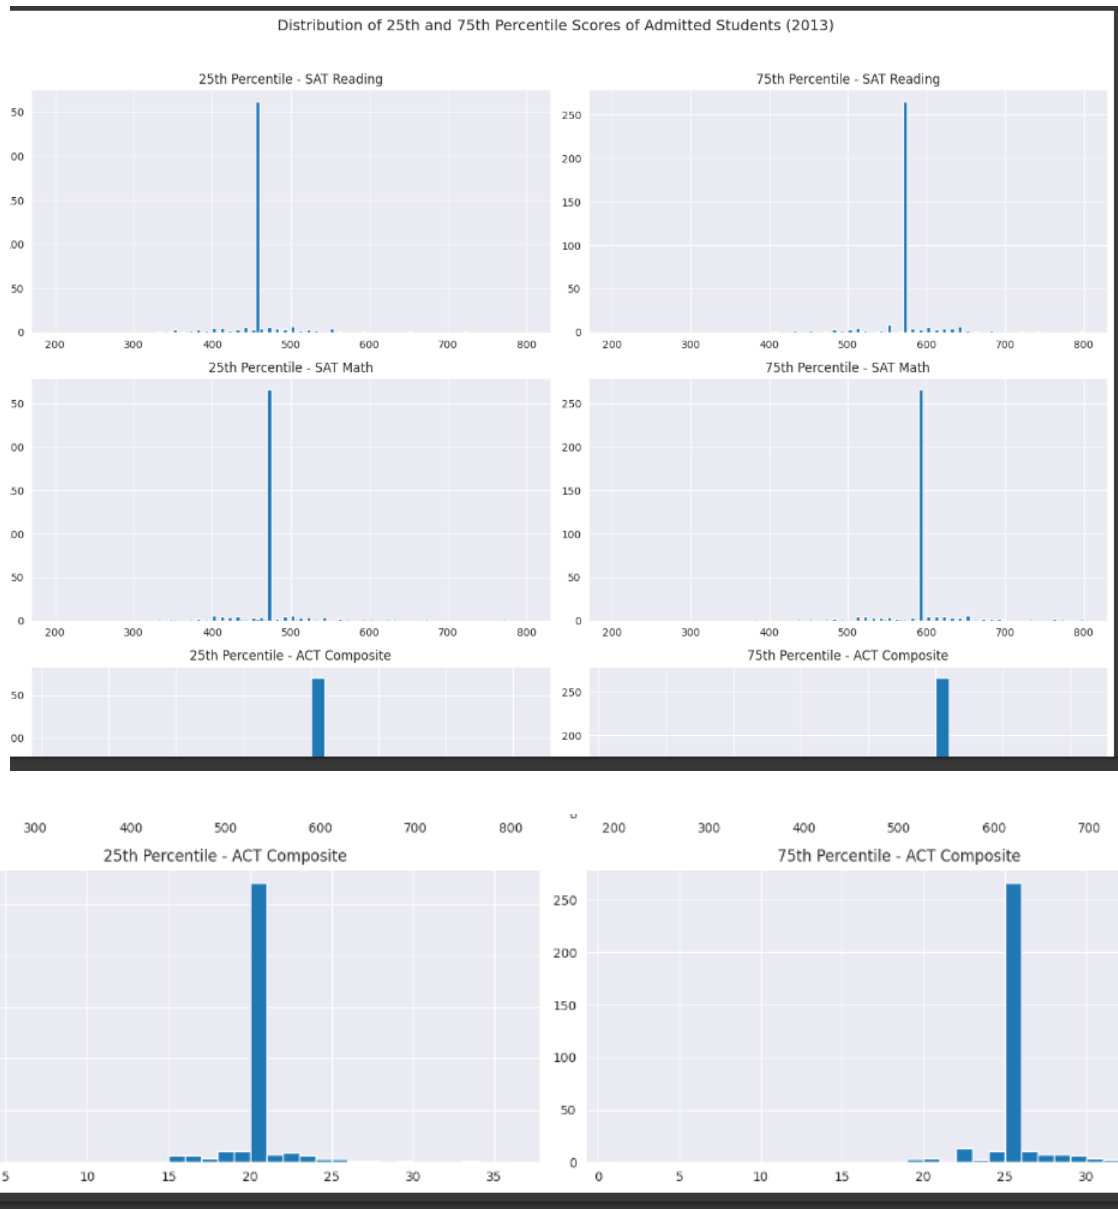 Distribution of 25th and 75th Percentile Scores of Admitted Students (2013)
25th Percentile - SAT Reading
75th Percentile - SAT Reading
50
00
50
00
50
0
250
200
150
100
50
0
200 300 400 500 600 700 800
200 300 400 500 600 700 800
25th Percentile - SAT Math
75th Percentile - SAT Math
50
00
50
00
50
0
250
200
150
100
50
0
200 300 400 500 600 700 800
200 300 400 500 600 700 800
25th Percentile - ACT Composite
75th Percentile - ACT Composite
50
00
250
200
300 400 500 600 700 800
200 300 400 500 600 700
25th Percentile - ACT Composite
75th Percentile - ACT Composite
250
200
150
100
50
0
5 10 15 20 25 30 35
0 5 10 15 20 25 30